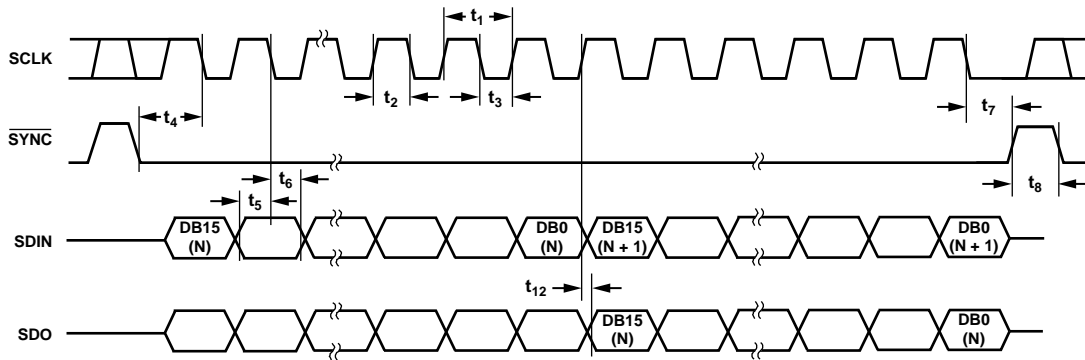 t1
SCLK
t2
t3
t4
t7
SYNC
t6
t5
t8
SDIN
DB15
(N)
DB0
(N)
DB15
(N + 1)
DB0
(N + 1)
t12
SDO
DB15
(N)
DB0
(N)